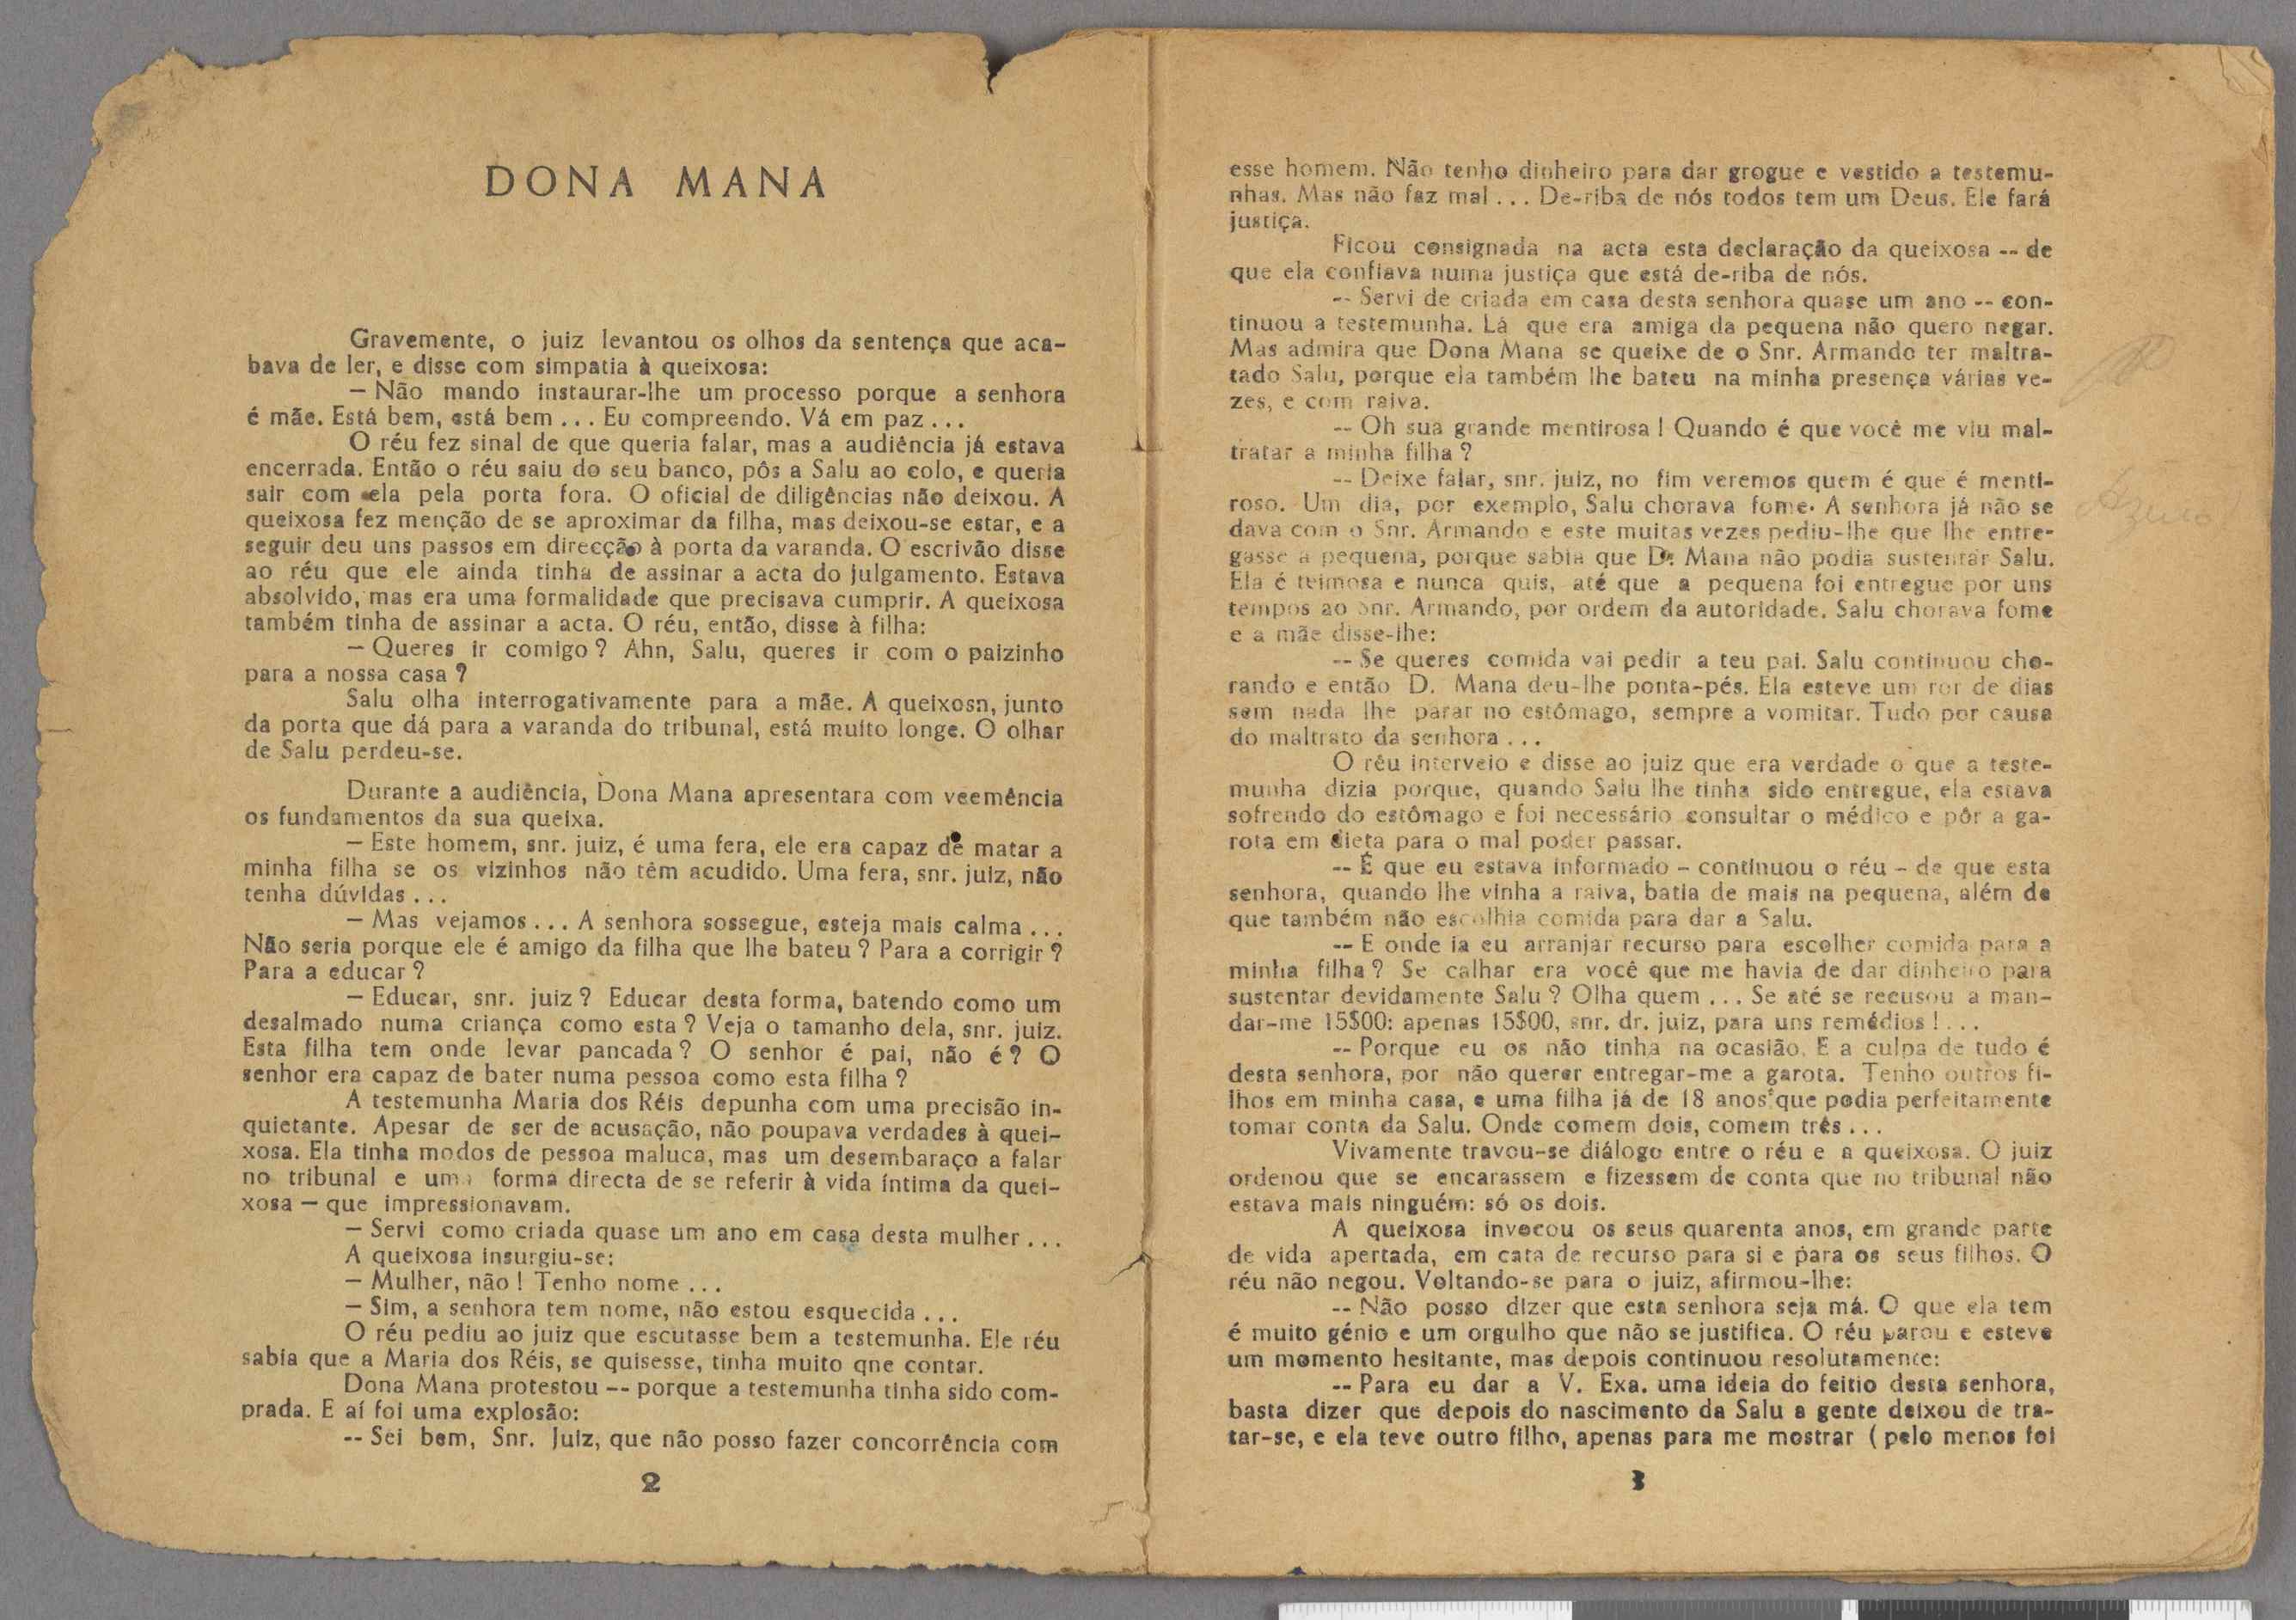 DONA MANA
Gravemente, o juiz levantou os olhos da sentença que aca-
bava de ler, e disse com simpatia à queixosa:
— Não mando instaurar-lhe um processo porque a senhora
é mãe. Está bem, está bem ... Eu compreendo. Vá em paz ...
O réu fez sinal de que queria falar, mas a audiência já estava
encerrada. Então o réu saiu do seu banco, pôs a Salu ao colo, e queria
sair com ela pela porta fora. O oficial de diligências não deixou. A
queixosa fez menção de se aproximar da filha, mas deixou-se estar, e a
seguir deu uns passos em direcção à porta da varanda. O escrivão disse
ao réu que ele ainda tinha de assinar a acta do julgamento. Estava
absolvido, mas era uma formalidade que precisava cumprir. A queixosa
também tinha de assinar a acta. O réu, então, disse à filha:
— Queres ir comigo? Ahn, Salu, queres ir com o paizinho
para a nossa casa?
Salu olha interrogativamente para a mãe. A queixosn, junto
da porta que dá para a varanda do tribunal, está muito longe. O olhar
de Salu perdeu-se.
Durante a audiência, Dona Mana apresentara com veemência
os fundamentos da sua queixa.
— Este homem, snr. juiz, é uma fera, ele era capaz de matar a
minha filha se os vizinhos não têm acudido. Uma fera, snr. juiz, não
tenha dúvidas ...
— Mas vejamos ... A senhora sossegue, esteja mais calma ...
Não seria porque ele é amigo da filha que lhe bateu? Para a corrigir?
Para a educar?
— Educar, snr. juiz? Educar desta forma, batendo como um
desalmado numa criança como esta? Veja o tamanho dela, snr. juiz.
Esta filha tem onde levar pancada? O senhor é pai, não é? O
senhor era capaz de bater numa pessoa como esta filha?
A testemunha Maria dos Réis depunha com uma precisão in-
quietante. Apesar de ser de acusação, não poupava verdades à quei-
xosa. Ela tinha modos de pessoa maluca, mas um desembaraço a falar
no tribunal e uma forma directa de se referir à vida íntima da quei-
xosa — que impressionavam.
— Servi como criada quase um ano em casa desta mulher ...
A queixosa insurgiu-se:
— Mulher, não! Tenho nome ...
— Sim, a senhora tem nome, não estou esquecida ...
O réu pediu ao juiz que escutasse bem a testemunha. Ele réu
sabia que a Maria dos Réis, se quisesse, tinha muito qne contar.
Dona Mana protestou -- porque a testemunha tinha sido com-
prada. E aí foi uma explosão:
-- Sei bem, Snr. Juiz, que não posso fazer concorrência com
2
esse homem. Não tenho dinheiro para dar grogue e vestido a testemu-
nhas. Mas não faz mal ... De-riba de nós todos tem um Deus. Ele fará
justiça.
Ficou consignada na acta esta declaração da queixosa -- de
que ela confiava numa justiça que está de-riba de nós.
-- Servi de criada em casa desta senhora quase um ano -- con-
tinuou a testemunha. Lá que era amiga da pequena não quero negar.
Mas admira que Dona Mana se queixe de o Snr. Armando ter maltra-
tado Salu, porque ela também lhe bateu na minha presença várias ve-
zes, e com raiva.
-- Oh sua grande mentirosa! Quando é que você me viu mal-
tratar a minha filha?
-- Deixe falar, snr. juiz, no fim veremos quem é que é menti-
roso. Um dia, por exemplo, Salu chorava fome. A senhora já não se
dava com o Snr. Armando e este muitas vezes pediu-lhe que lhe entre-
gasse a pequena, porque sabia que D. Mana não podia sustentar Salu.
Ela é teimosa e nunca quis, até que a pequena foi entregue por uns
tempos ao Snr. Armando, por ordem da autoridade. Salu chorava fome
e a mãe disse-lhe:
-- Se queres comida vai pedir a teu pai. Salu continuou cho-
rando e então D. Mana deu-lhe ponta-pés. Ela esteve um ror de dias
sem nada lhe parar no estômago, sempre a vomitar. Tudo por causa
do maltrato da senhora ...
O réu interveio e disse ao juiz que era verdade o que a teste-
munha dizia porque, quando Salu lhe tinha sido entregue, ela estava
sofrendo do estômago e foi necessário consultar o médico e pôr a ga-
rota em dieta para o mal poder passar.
-- É que eu estava informado - continuou o réu - de que esta
senhora, quando lhe vinha a raiva, batia de mais na pequena, além de
que também não escolhia comida para dar a Salu.
-- E onde ia eu arranjar recurso para escolher comida para a
minha filha? Se calhar era você que me havia de dar dinheiro para
sustentar devidamente Salu? Olha quem ... Se até se recusou a man-
dar-me 15$00: apenas 15$00, snr. dr. juiz, para uns remédios! ...
-- Porque eu os não tinha na ocasião. E a culpa de tudo é
desta senhora, por não querer entregar-me a garota. Tenho outros fi-
lhos em minha casa, e uma filha já de 18 anos que podia perfeitamente
tomar conta da Salu. Onde comem dois, comem três ...
Vivamente travou-se diálogo entre o réu e a queixosa. O juiz
ordenou que se encarassem e fizessem de conta que no tribunal não
estava mais ninguém: só os dois.
A queixosa invocou os seus quarenta anos, em grande parte
de vida apertada, em cata de recurso para si e para os seus filhos. O
réu não negou. Voltando-se para o juiz, afirmou-lhe:
-- Não posso dizer que esta senhora seja má. O que ela tem
é muito génio e um orgulho que não se justifica. O réu parou e esteve
um momento hesitante, mas depois continuou resolutamente:
-- Para eu dar a V. Exa. uma ideia do feitio desta senhora,
basta dizer que depois do nascimento da Salu a gente deixou de tra-
tar-se, e ela teve outro filho, apenas para me mostrar (pelo menos foi
3